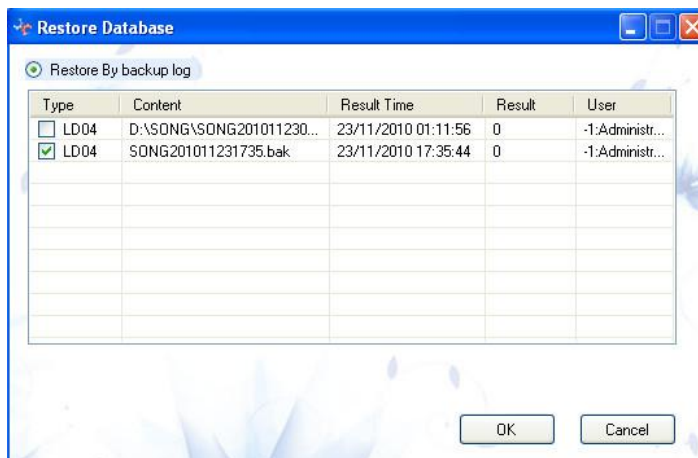 Restore Database
Restore By backup log
Type Content Result Time Result User
LD04 D:\SONG\SONG201011230... 23/11/2010 01:11:56 0 -1:Administr...
LD04 SONG201011231735.bak 23/11/2010 17:35:44 0 -1:Administr...
OK Cancel